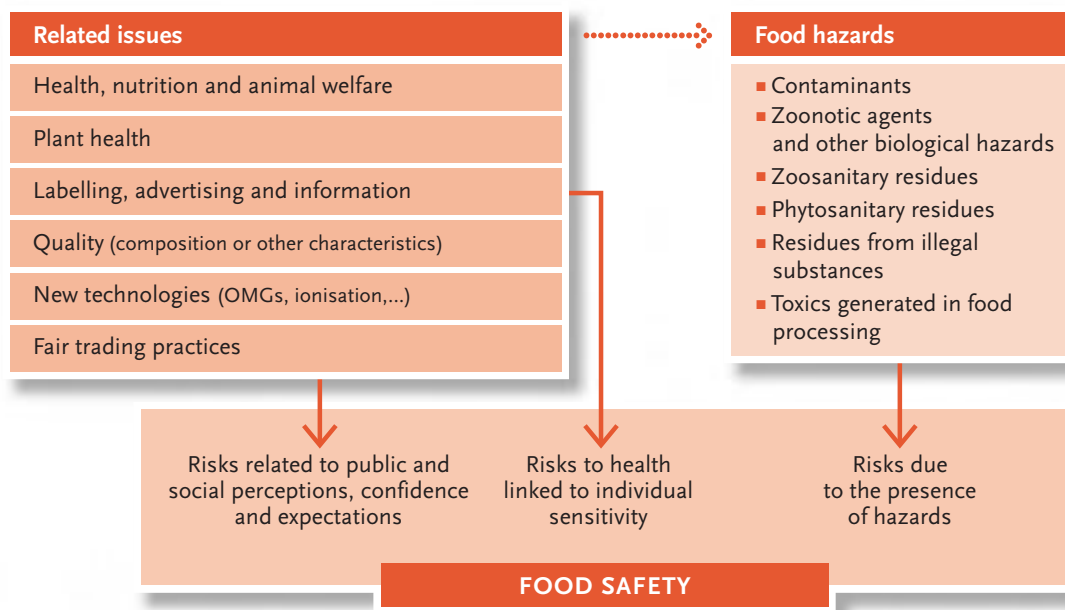 Related issues
Health, nutrition and animal welfare
Plant health
Labelling, advertising and information
Quality (composition or other characteristics)
New technologies (OMGs, ionisation,...)
Fair trading practices
Food hazards
▪ Contaminants
▪ Zoonotic agents
and other biological hazards
▪ Zoosanitary residues
▪ Phytosanitary residues
▪ Residues from illegal
substances
▪ Toxics generated in food
processing
Risks related to public and
social perceptions, confidence
and expectations
Risks to health
linked to individual
sensitivity
Risks due
to the presence
of hazards
FOOD SAFETY